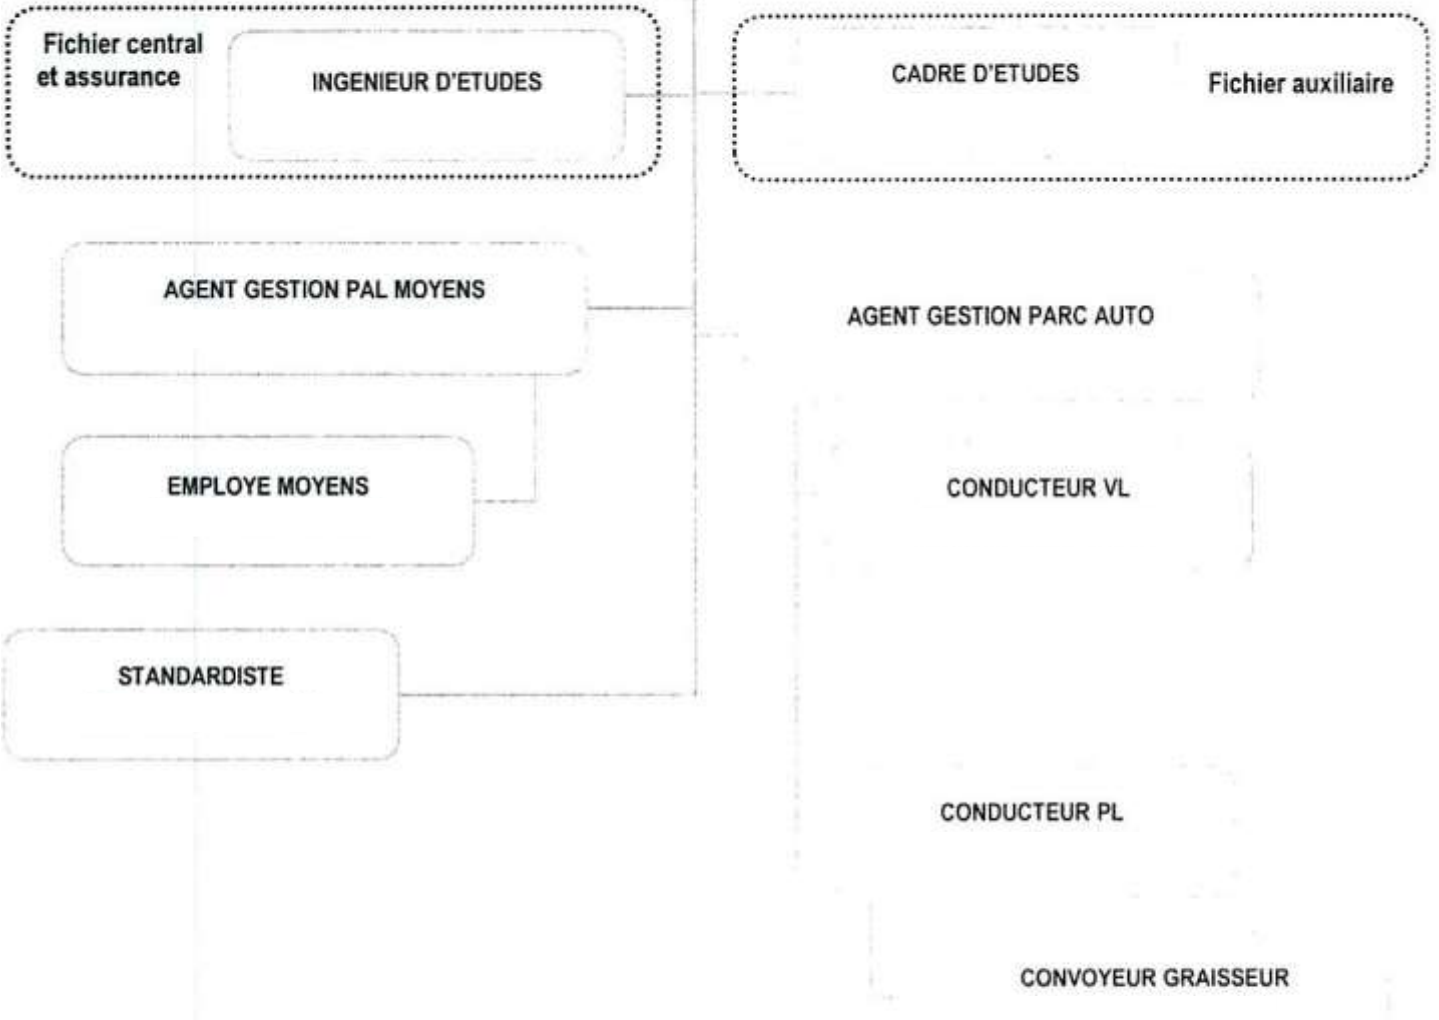 Fichier central
et assurance
INGENIEUR D'ETUDES
CADRE D'ETUDES
Fichier auxiliaire
AGENT GESTION PAL MOYENS
AGENT GESTION PARC AUTO
EMPLOYE MOYENS
CONDUCTEUR VL
STANDARDISTE
CONDUCTEUR PL
CONVOYEUR GRAISSEUR